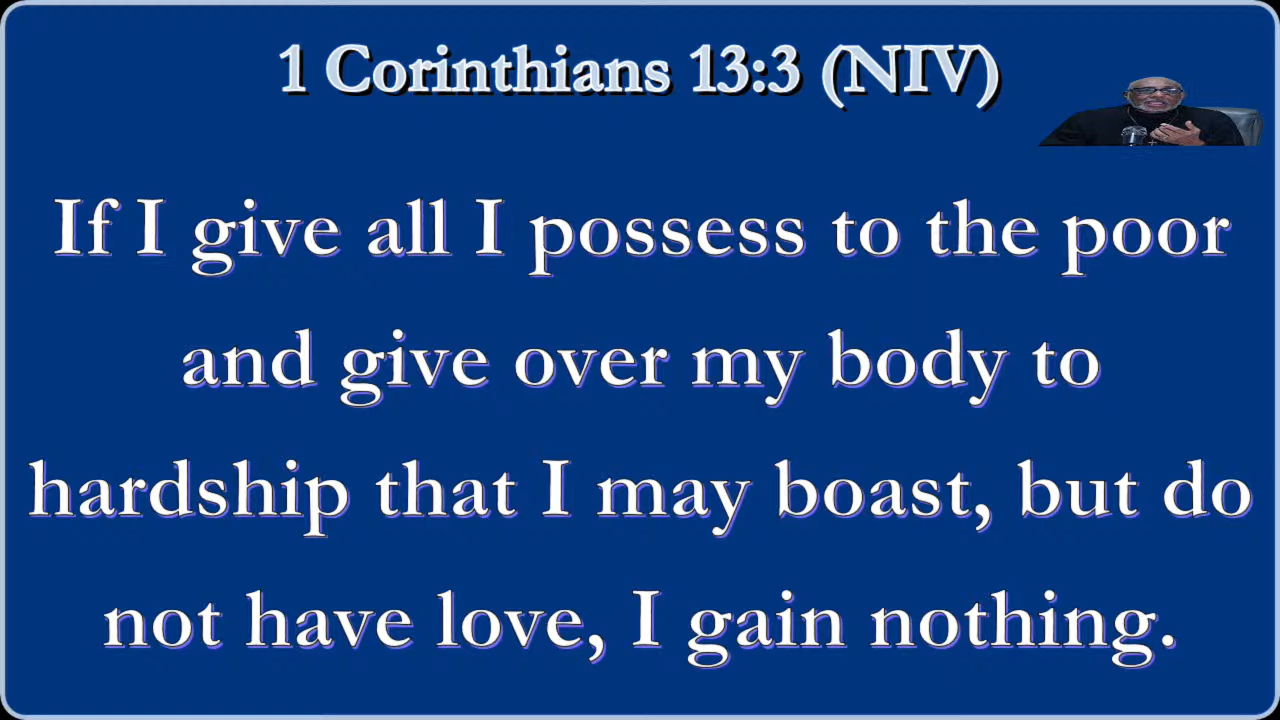 1 Corinthians 13:3 (NIV)
If I give all I possess to the poor
and give over my body to
hardship that I may boast, but do
not have love, I gain nothing.